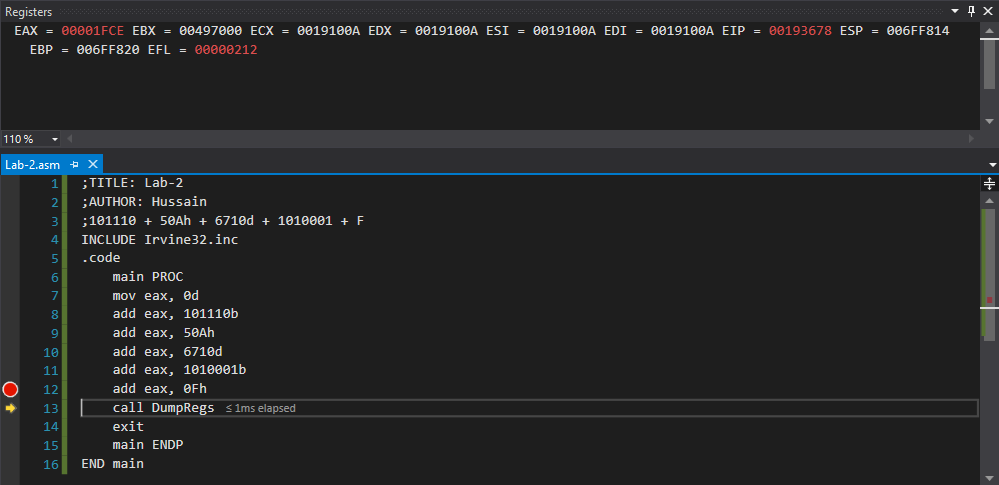 Registers
EAX = 00001FCE EBX = 00497000 ECX = 0019100A EDX = 0019100A ESI = 0019100A EDI = 0019100A EIP = 00193678 ESP = 006FF814
EBP = 006FF820 EFL = 00000212
110 %
Lab-2.asm
1 ;TITLE: Lab-2
2 ;AUTHOR: Hussain
3 ;101110 + 50Ah + 6710d + 1010001 + F
4 INCLUDE Irvine32.inc
5 .code
6 main PROC
7 mov eax, 0d
8 add eax, 101110b
9 add eax, 50Ah
10 add eax, 6710d
11 add eax, 1010001b
12 add eax, 0Fh
13 call DumpRegs ≤ 1ms elapsed
14 exit
15 main ENDP
16 END main